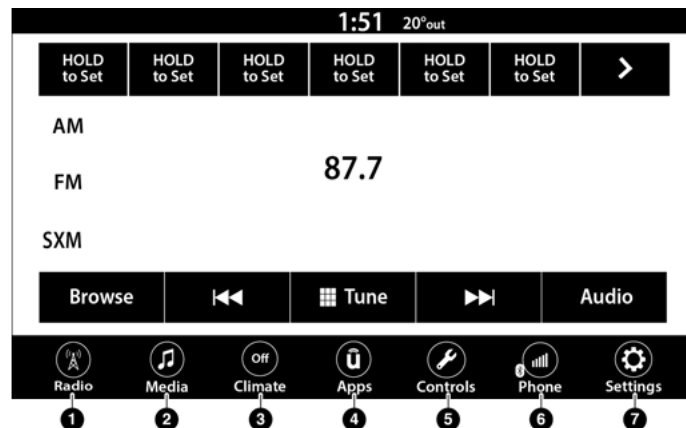 1:51 20°out
HOLD to Set HOLD to Set HOLD to Set HOLD to Set HOLD to Set HOLD to Set
AM
87.7
FM
SXM
Browse Tune Audio
Off ū
Radio Media Climate Apps Controls Phone Settings
1 2 3 4 5 6 7